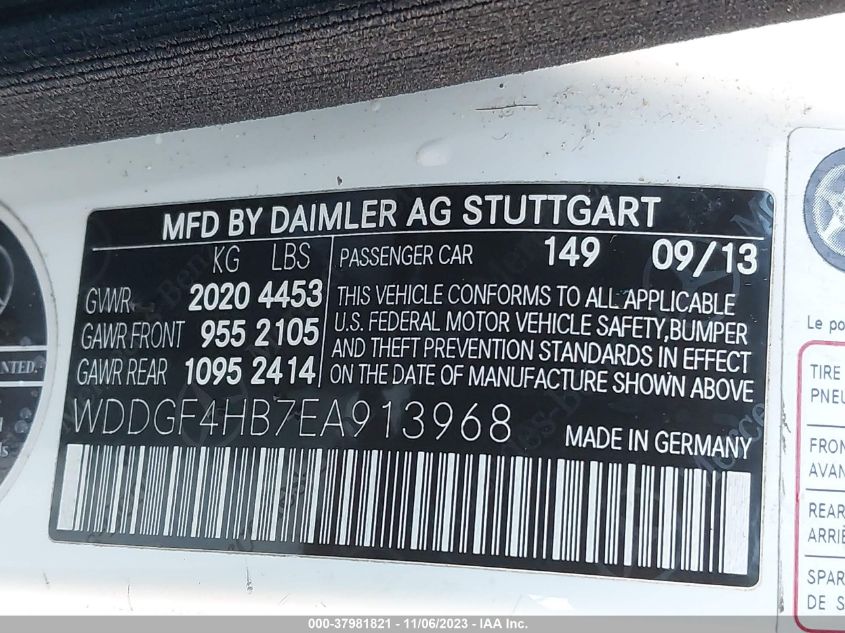 MFD BY DAIMLER AG STUTTGART
KG LBS
GVWR 2020 4453
GAWR FRONT 955 2105
GAWR REAR 1095 2414
PASSENGER CAR 149 09/13
THIS VEHICLE CONFORMS TO ALL APPLICABLE
U.S. FEDERAL MOTOR VEHICLE SAFETY,BUMPER
AND THEFT PREVENTION STANDARDS IN EFFECT
ON THE DATE OF MANUFACTURE SHOWN ABOVE
WDDGF4HB7EA913968
MADE IN GERMANY
Le
TIRE
FRON
AVAN
REAR
ARRIÈ
SPAR
DE S
000-37981821 - 11/06/2023 - IAA Inc.